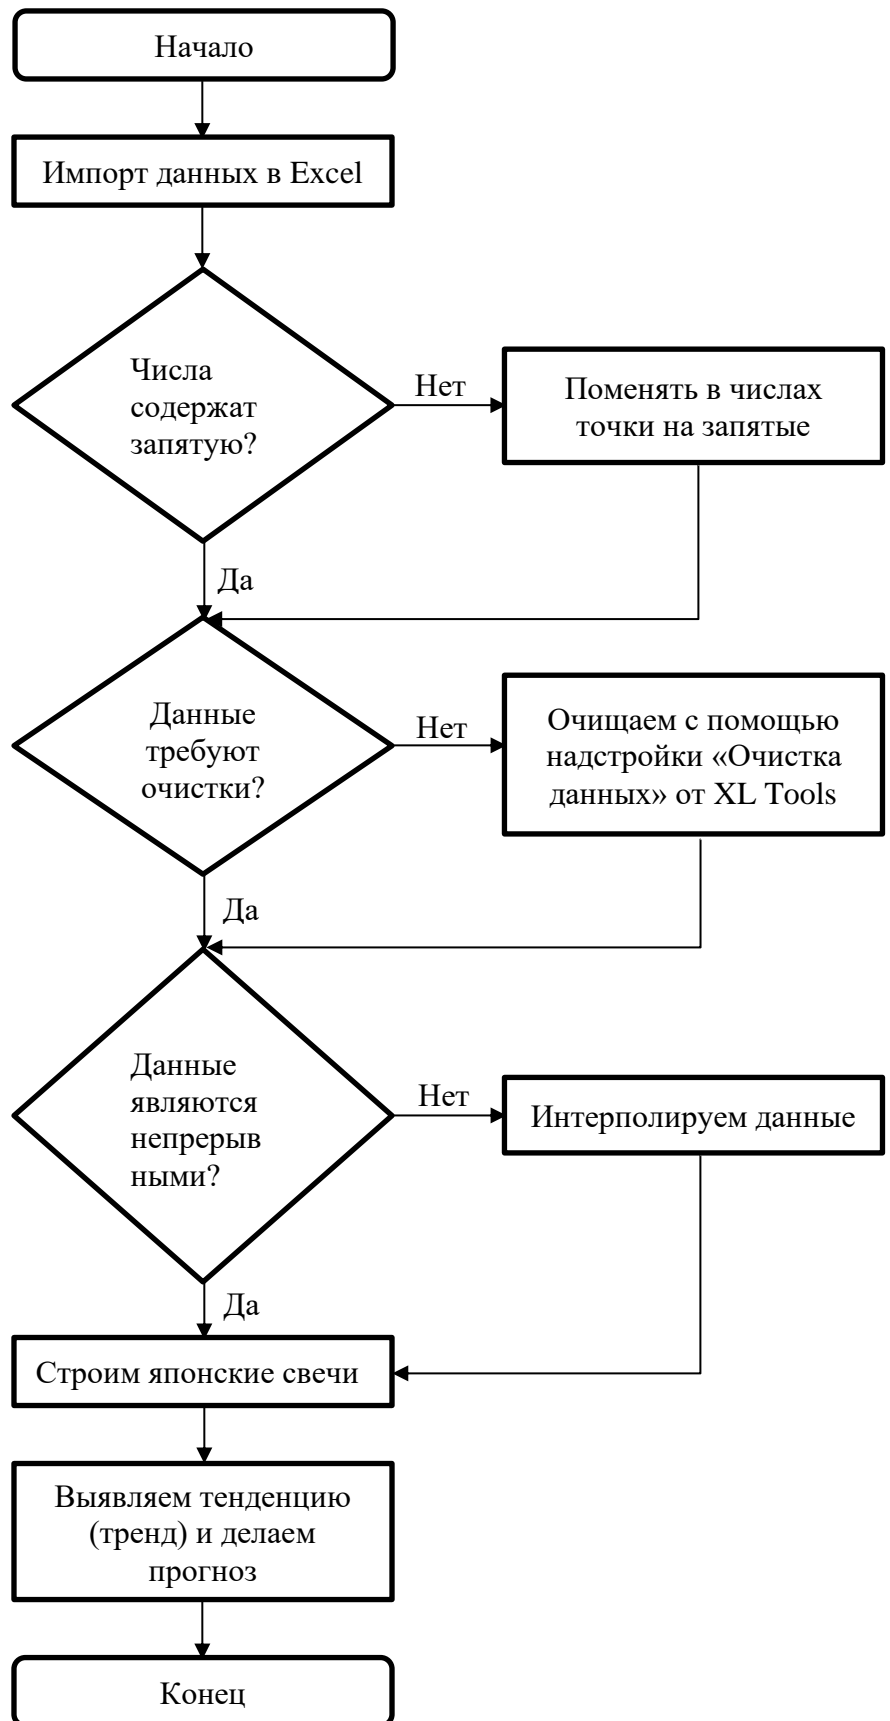 Начало
Импорт данных в Excel
Числа
содержат
запятую?
Нет
Поменять в числах
точки на запятые
Да
Данные
требуют
очистки?
Нет
Очищаем с помощью
надстройки «Очистка
данных» от XL Tools
Да
Данные
являются
непрерыв
ными?
Нет
Интерполируем данные
Да
Строим японские свечи
Выявляем тенденцию
(тренд) и делаем
прогноз
Конец